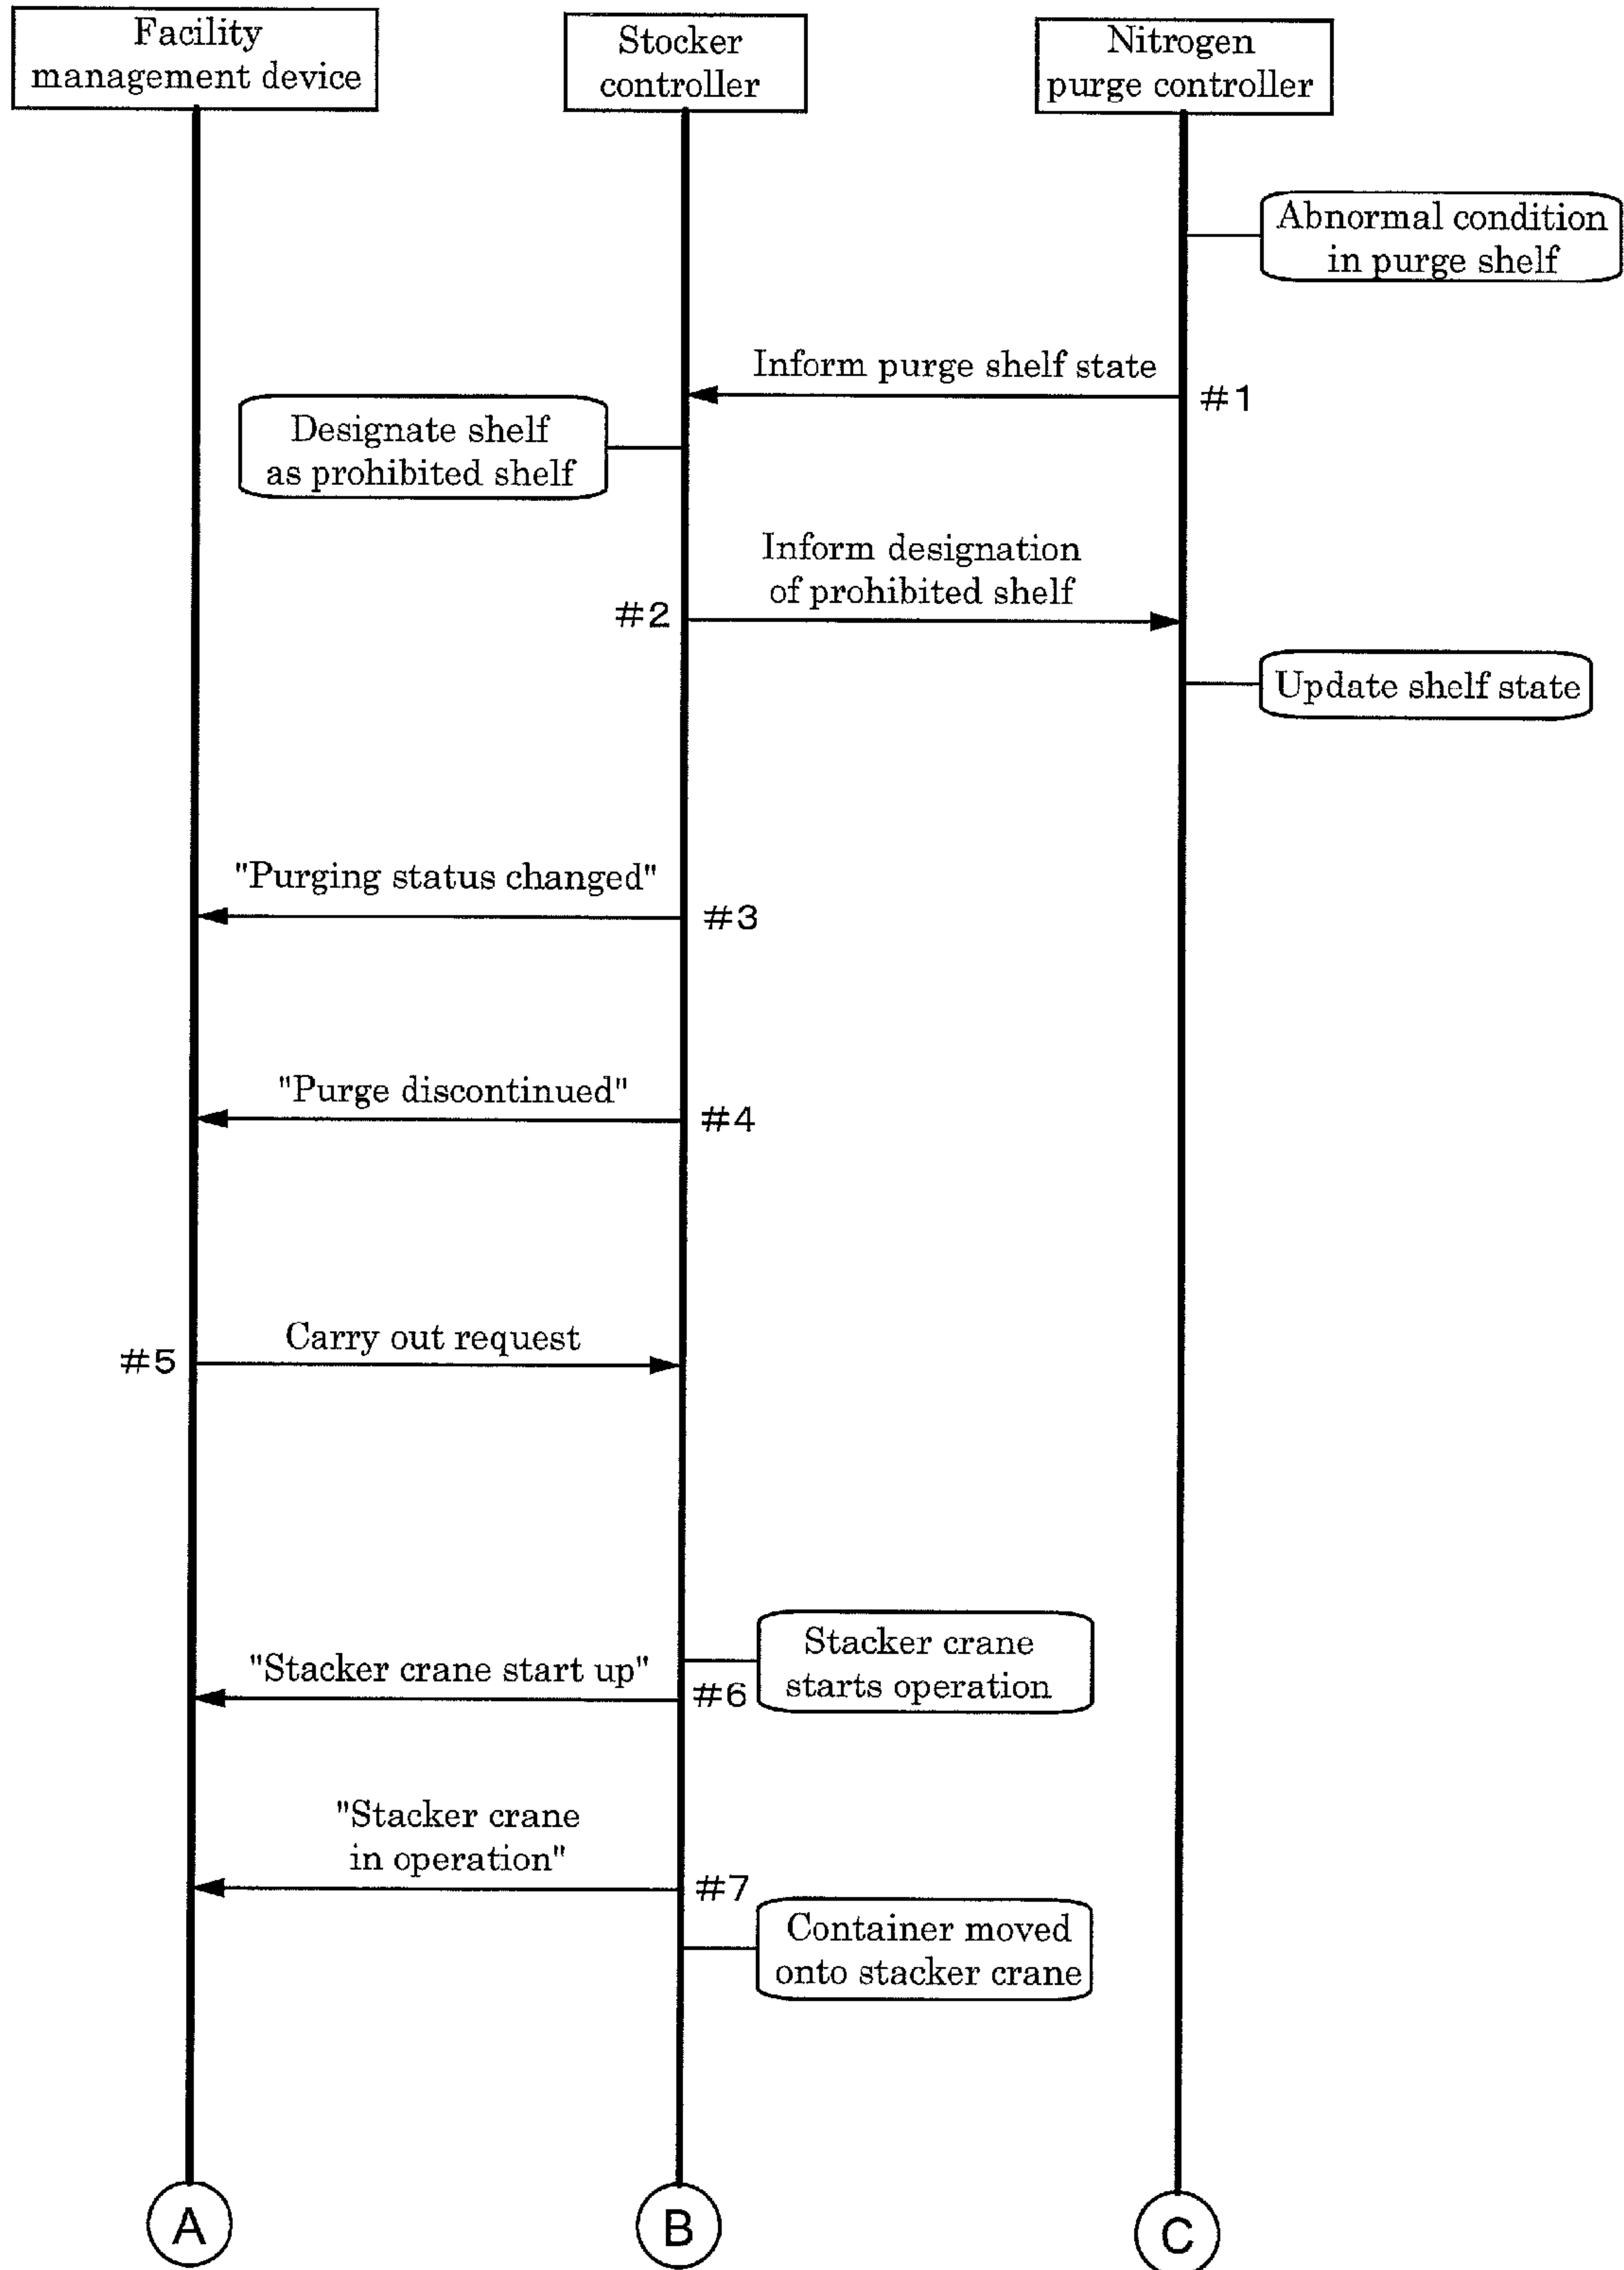 Facility
management device
Stocker
controller
Nitrogen
purge controller
Abnormal condition
in purge shelf
Inform purge shelf state
#1
Designate shelf
as prohibited shelf
Inform designation
of prohibited shelf
#2
Update shelf state
"Purging status changed"
#3
"Purge discontinued"
#4
Carry out request
#5
Stacker crane
starts operation
"Stacker crane start up"
#6
"Stacker crane
in operation"
#7
Container moved
onto stacker crane
A
B
C